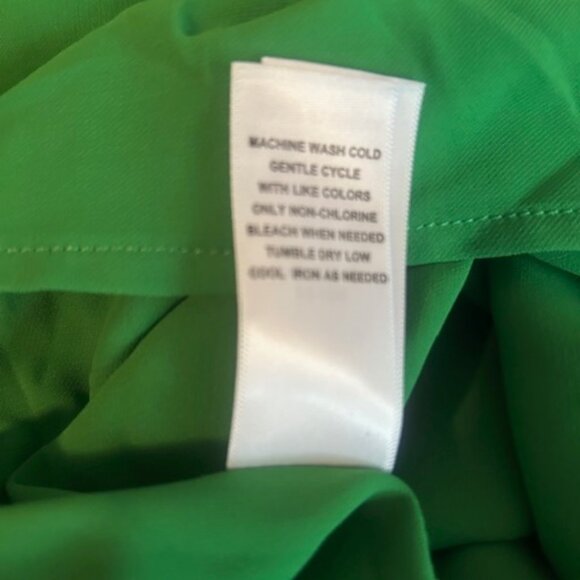 MACHINE WASH COLD
GENTLE CYCLE
WITH LIKE COLORS
ONLY NON-CHLORINE
BLEACH WHEN NEEDED
TUMBLE DRY LOW
COOL IRON AS NEEDED